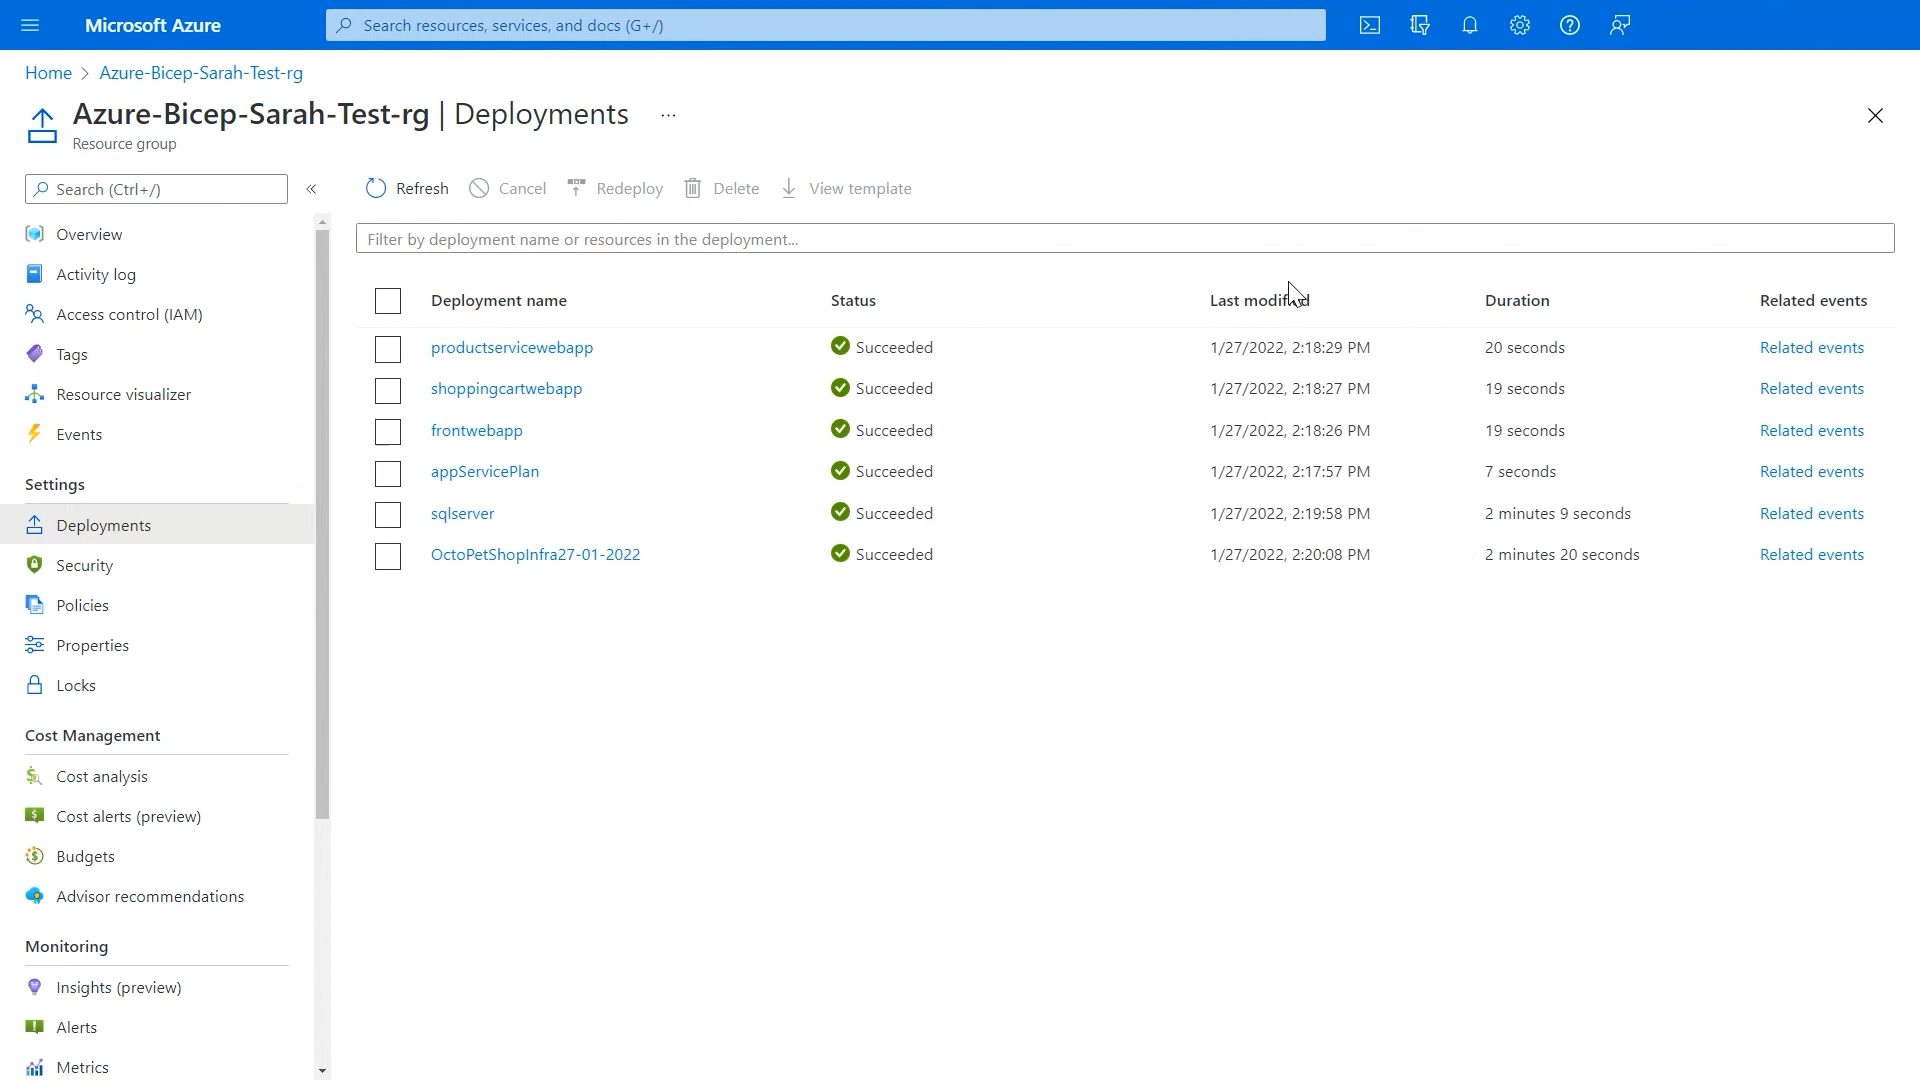 Microsoft Azure
Search resources, services, and docs (G+/)
Home > Azure-Bicep-Sarah-Test-rg
Azure-Bicep-Sarah-Test-rg | Deployments ...
Resource group
Search (Ctrl+/) «
Refresh Cancel Redeploy Delete View template
Overview
Activity log
Access control (IAM)
Tags
Resource visualizer
Events
Settings
Deployments
Security
Policies
Properties
Locks
Cost Management
Cost analysis
Cost alerts (preview)
Budgets
Advisor recommendations
Monitoring
Insights (preview)
Alerts
Metrics
Filter by deployment name or resources in the deployment...
Deployment name Status Last modified Duration Related events
productservicewebapp Succeeded 1/27/2022, 2:18:29 PM 20 seconds Related events
shoppingcartwebapp Succeeded 1/27/2022, 2:18:27 PM 19 seconds Related events
frontwebapp Succeeded 1/27/2022, 2:18:26 PM 19 seconds Related events
appServicePlan Succeeded 1/27/2022, 2:17:57 PM 7 seconds Related events
sqlserver Succeeded 1/27/2022, 2:19:58 PM 2 minutes 9 seconds Related events
OctoPetShopInfra27-01-2022 Succeeded 1/27/2022, 2:20:08 PM 2 minutes 20 seconds Related events